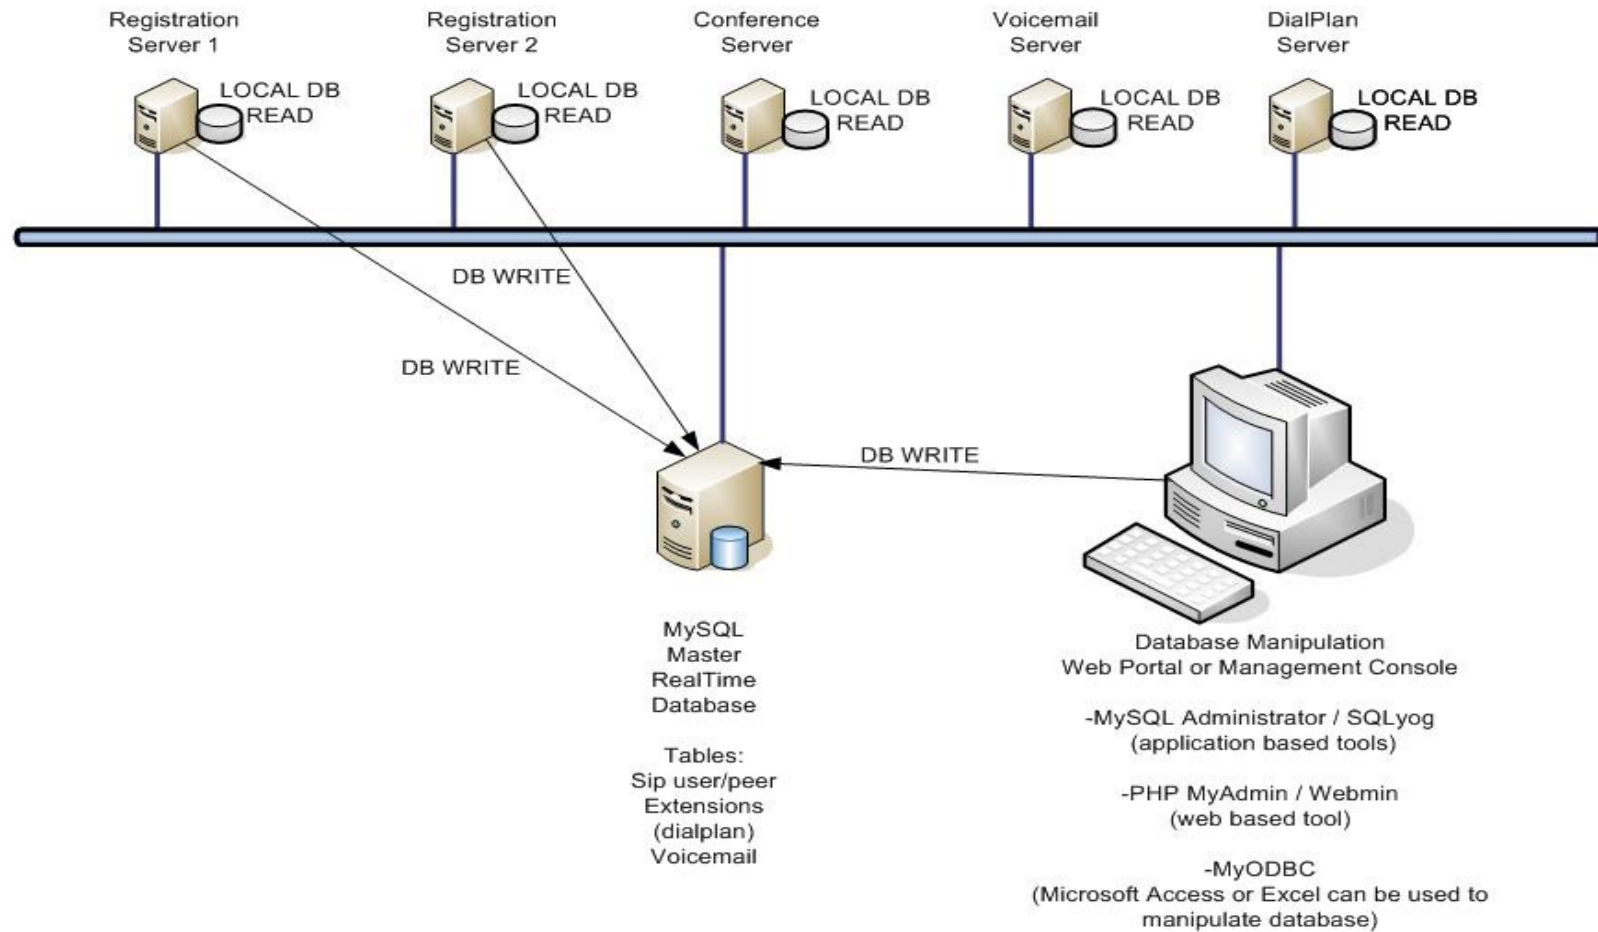 Registration
Server 1
Registration
Server 2
Conference
Server
Voicemail
Server
DialPlan
Server
LOCAL DB
READ
LOCAL DB
READ
LOCAL DB
READ
LOCAL DB
READ
LOCAL DB
READ
DB WRITE
DB WRITE
DB WRITE
MySQL
Master
RealTime
Database
Tables:
Sip user/peer
Extensions
(dialplan)
Voicemail
Database Manipulation
Web Portal or Management Console
-MySQL Administrator / SQLyog
(application based tools)
-PHP MyAdmin / Webmin
(web based tool)
-MyODBC
(Microsoft Access or Excel can be used to
manipulate database)